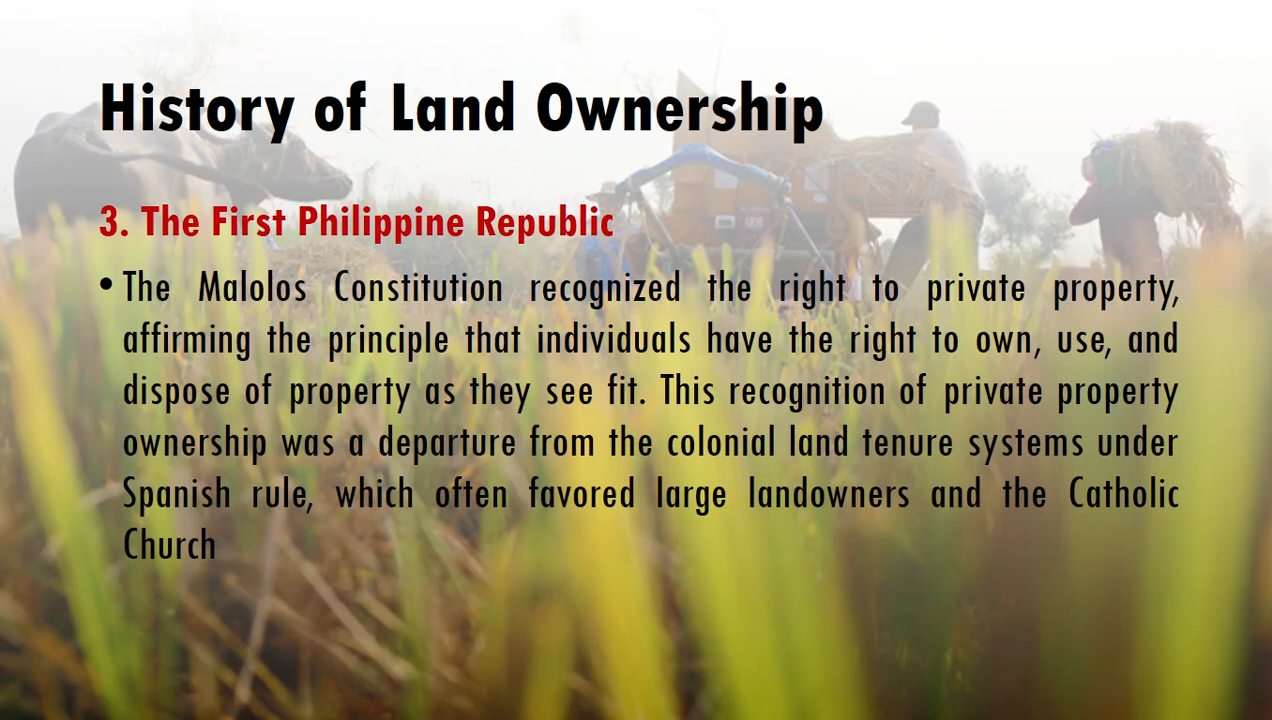 History of Land Ownership
3. The First Philippine Republic
• The Malolos Constitution recognized the right to private property,
affirming the principle that individuals have the right to own, use, and
dispose of property as they see fit. This recognition of private property
ownership was a departure from the colonial land tenure systems under
Spanish rule, which often favored large landowners and the Catholic
Church